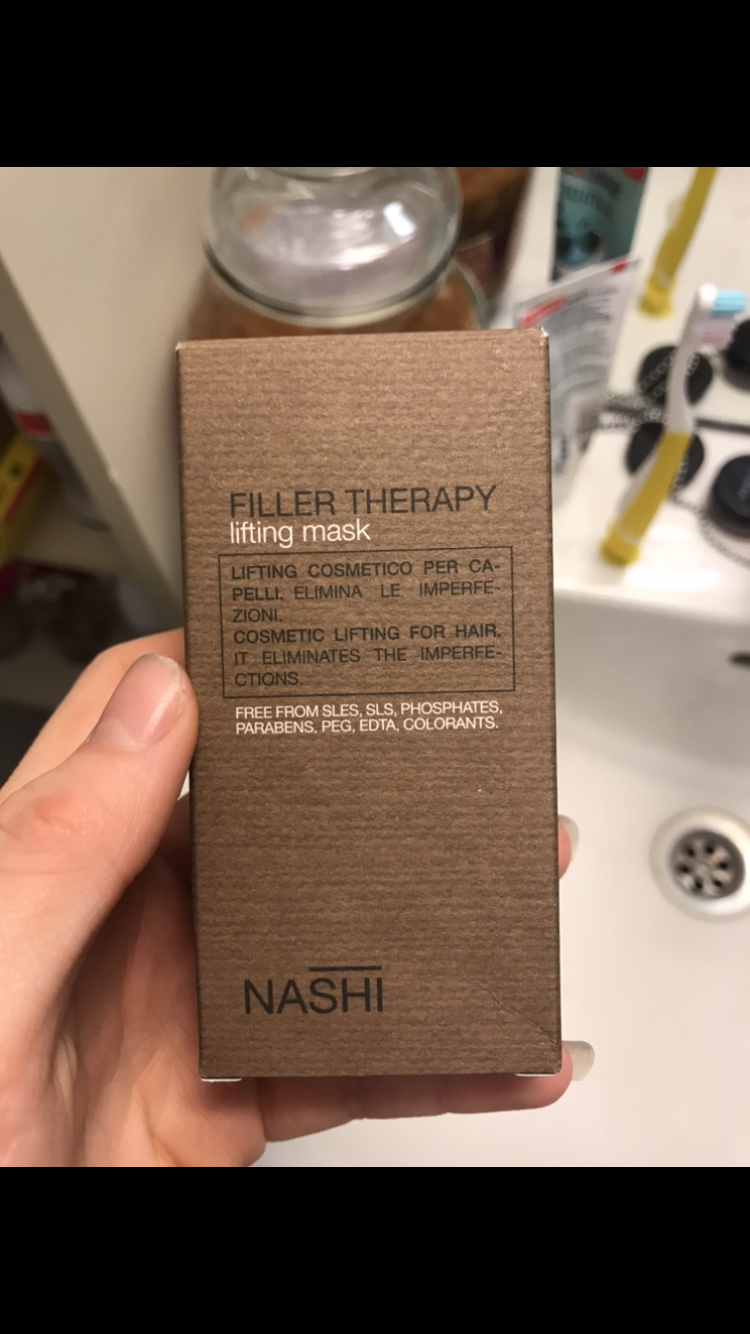 FILLER THERAPY
lifting mask
LIFTING COSMETICO PER CA-
PELLI. ELIMINA LE IMPERFE-
ZIONI.
COSMETIC LIFTING FOR HAIR.
IT ELIMINATES THE IMPERFE-
CTIONS.
FREE FROM SLES, SLS, PHOSPHATES,
PARABENS, PEG, EDTA, COLORANTS.
NASHI